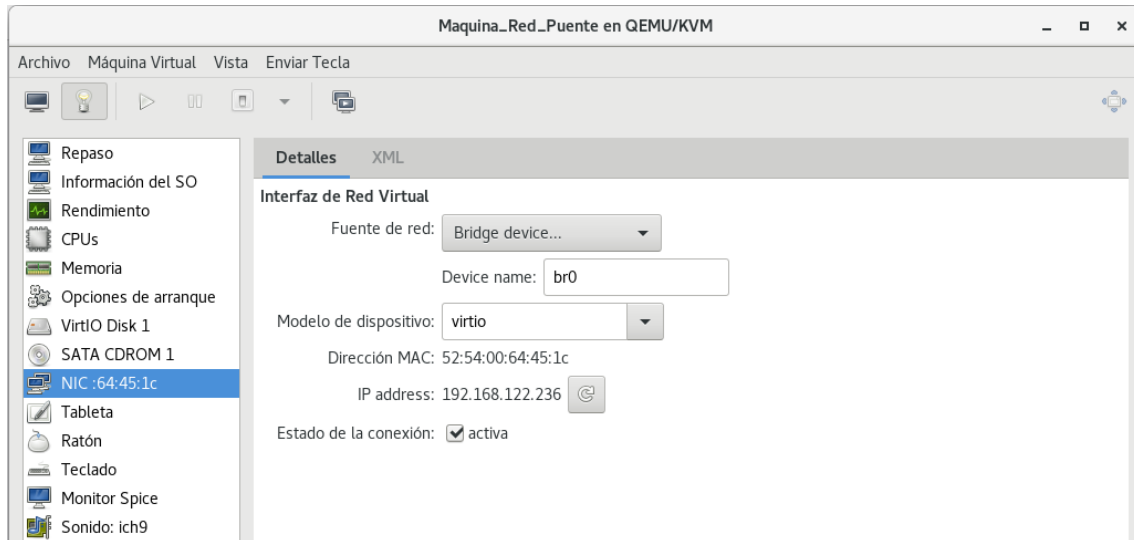 Maquina_Red_Puente en QEMU/KVM
Archivo Máquina Virtual Vista Enviar Tecla
Repaso
Información del SO
Rendimiento
CPUs
Memoria
Opciones de arranque
VirtIO Disk 1
SATA CDROM 1
NIC :64:45:1c
Tableta
Ratón
Teclado
Monitor Spice
Sonido: ich9
Detalles XML
Interfaz de Red Virtual
Fuente de red: Bridge device...
Device name: br0
Modelo de dispositivo: virtio
Dirección MAC: 52:54:00:64:45:1c
IP address: 192.168.122.236
Estado de la conexión: activa